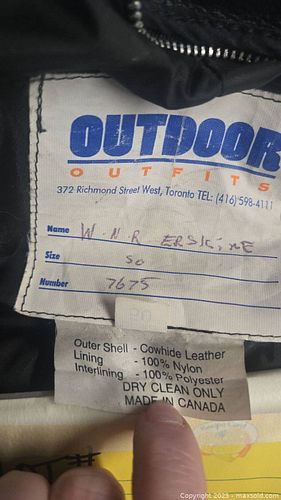 OUTDOOR
OUTFITS
372 Richmond Street West, Toronto TEL: (416) 598-4111
Name W.N.R ERSKINE
Size 50
Number 7675
50
Outer Shell - Cowhide Leather
Lining - 100% Nylon
Interlining - 100% Polyester
DRY CLEAN ONLY
MADE IN CANADA
Copyright 2025 - maxsold.com